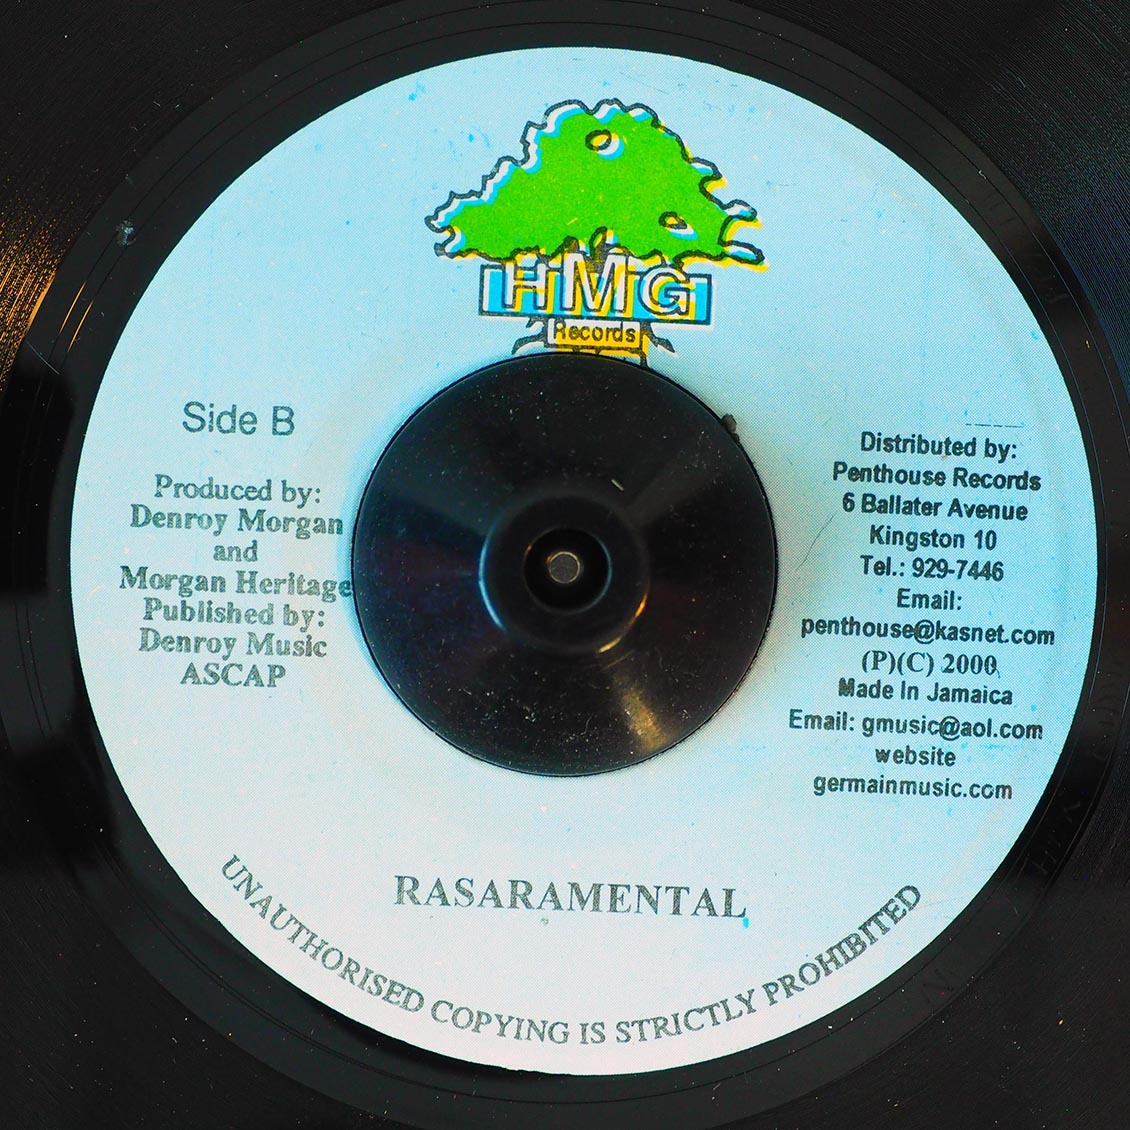 HMG
Records
Side B
Produced by:
Denroy Morgan
and
Morgan Heritage
Published by:
Denroy Music
ASCAP
Distributed by:
Penthouse Records
6 Ballater Avenue
Kingston 10
Tel.: 929-7446
Email:
penthouse@kasnet.com
(P)(C) 2000
Made In Jamaica
Email: gmusic@aol.com
website
germainmusic.com
RASARAMENTAL
UNAUTHORISED COPYING IS STRICTLY PROHIBITED